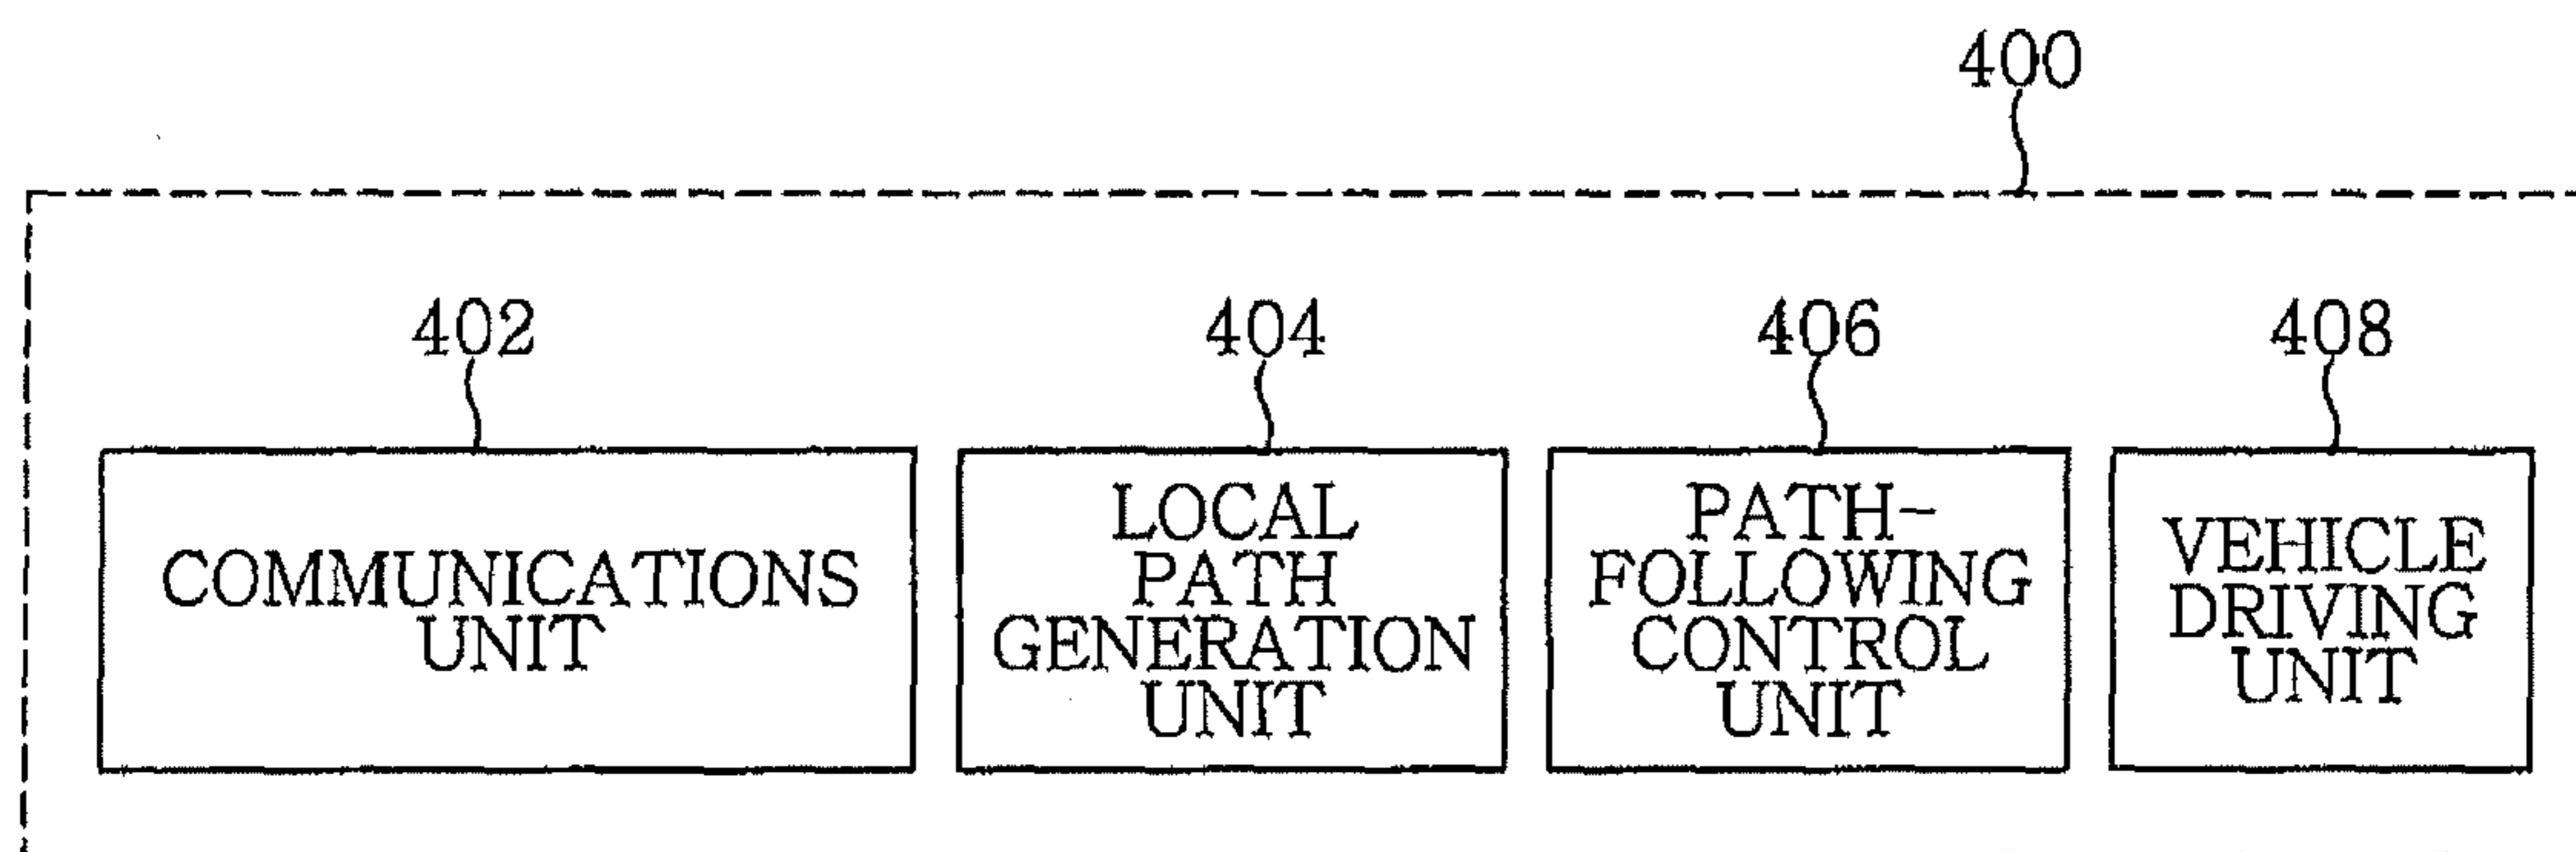 400
402
404
406
408
COMMUNICATIONS
UNIT
LOCAL
PATH
GENERATION
UNIT
PATH-
FOLLOWING
CONTROL
UNIT
VEHICLE
DRIVING
UNIT